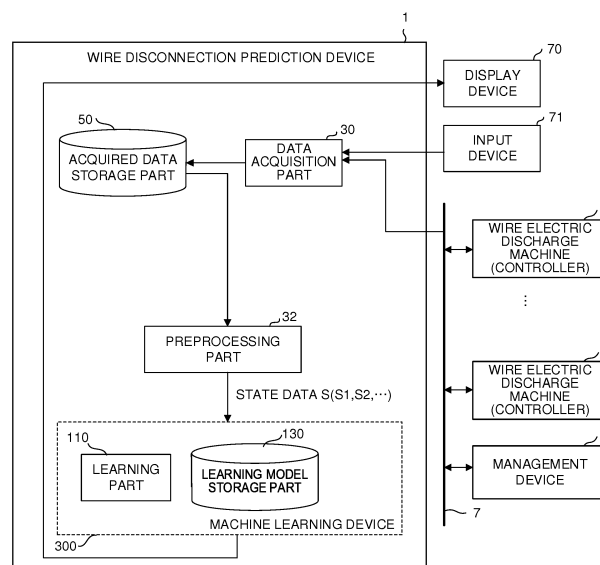 1
WIRE DISCONNECTION PREDICTION DEVICE
70
DISPLAY
DEVICE
50
ACQUIRED DATA
STORAGE PART
30
DATA
ACQUISITION
PART
71
INPUT
DEVICE
WIRE ELECTRIC
DISCHARGE
MACHINE
(CONTROLLER)
⋮
32
PREPROCESSING
PART
WIRE ELECTRIC
DISCHARGE
MACHINE
(CONTROLLER)
STATE DATA S(S1,S2,···)
110
LEARNING
PART
130
LEARNING MODEL
STORAGE PART
MANAGEMENT
DEVICE
MACHINE LEARNING DEVICE
7
300